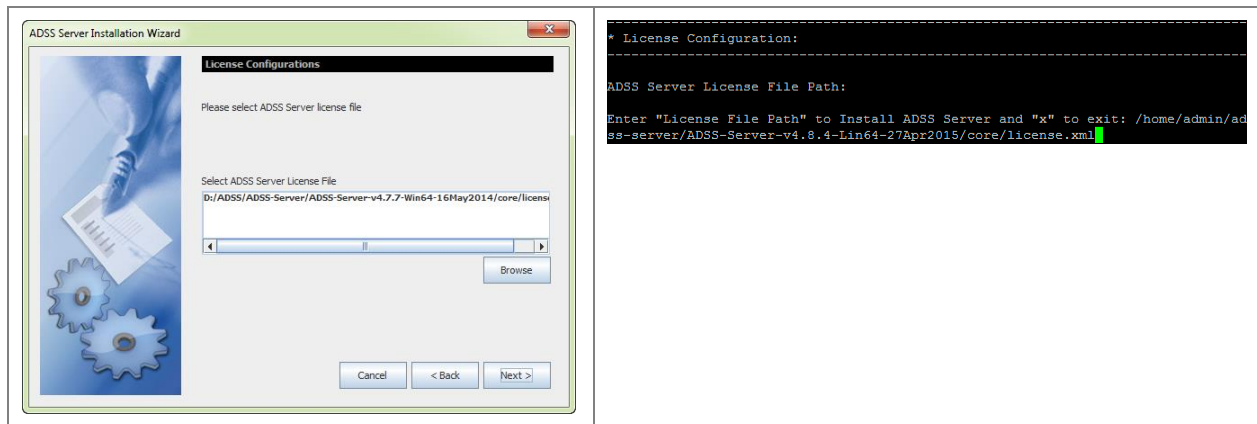 ADSS Server Installation Wizard
License Configurations
Please select ADSS Server license file
Select ADSS Server License File
D:/ADSS/ADSS-Server/ADSS-Server-v4.7.7-Win64-16May2014/core/license
Browse
Cancel
< Back
Next >
--------------------------------------------------------------------------------
* License Configuration:
--------------------------------------------------------------------------------
ADSS Server License File Path:
Enter "License File Path" to Install ADSS Server and "x" to exit: /home/admin/ad
ss-server/ADSS-Server-v4.8.4-Lin64-27Apr2015/core/license.xml